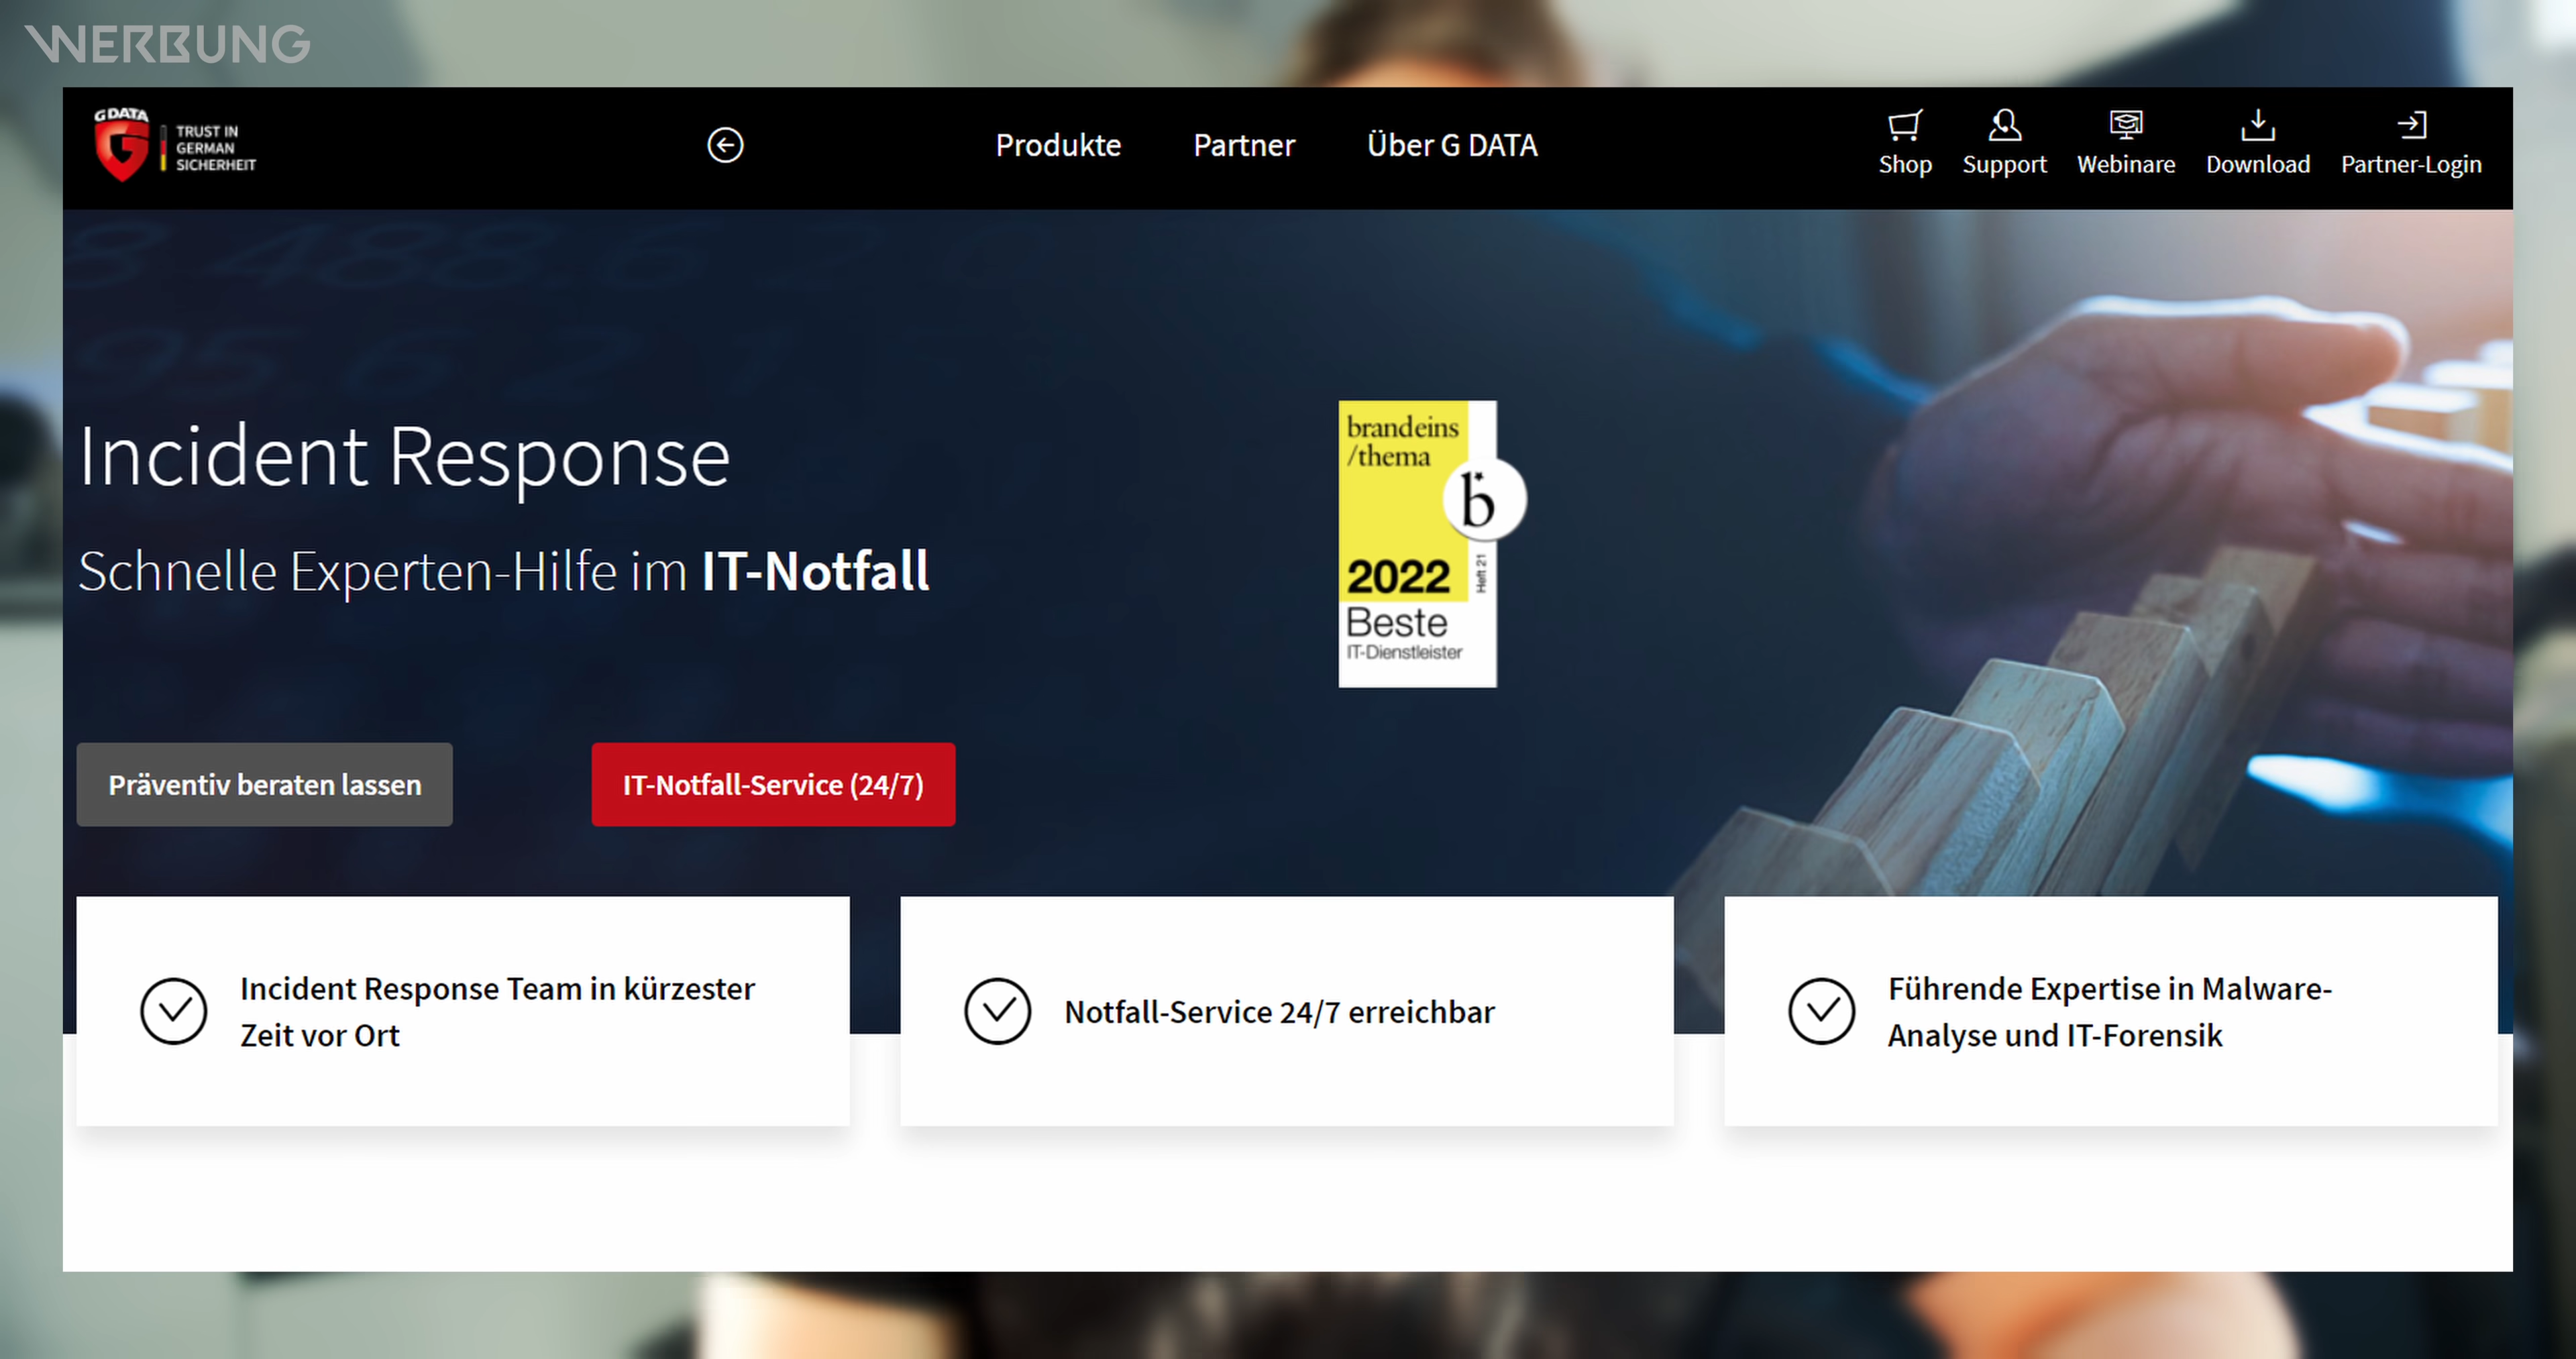 WERBUNG
G DATA
TRUST IN
GERMAN
SICHERHEIT
Produkte
Partner
Über G DATA
Shop
Support
Webinare
Download
Partner-Login
Incident Response
Schnelle Experten-Hilfe im IT-Notfall
brandeins
/thema
b
2022
Heft 21
Beste
IT-Dienstleister
Präventiv beraten lassen
IT-Notfall-Service (24/7)
Incident Response Team in kürzester
Zeit vor Ort
Notfall-Service 24/7 erreichbar
Führende Expertise in Malware-
Analyse und IT-Forensik